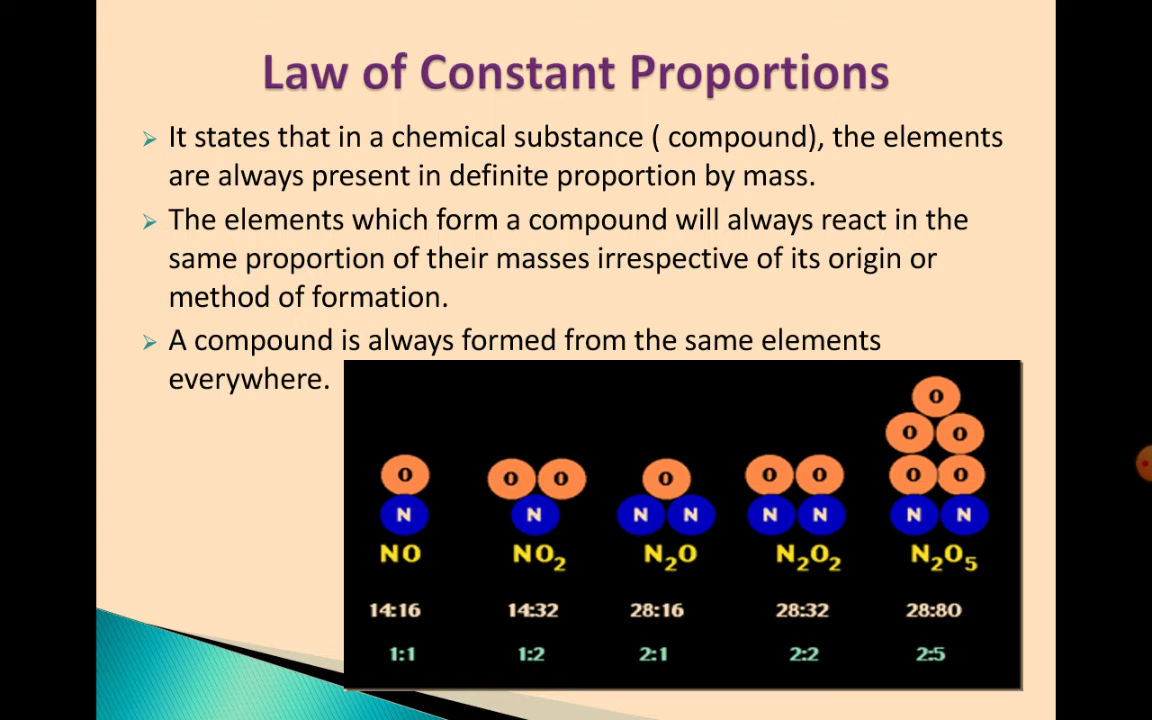 Law of Constant Proportions
It states that in a chemical substance ( compound), the elements
are always present in definite proportion by mass.
The elements which form a compound will always react in the
same proportion of their masses irrespective of its origin or
method of formation.
A compound is always formed from the same elements
everywhere.
O
O O
O
O O
O
O O
O O
N
N
N N
N N
N N
NO NO₂ N₂O N₂O₂ N₂O₅
14:16 14:32 28:16 28:32 28:80
1:1 1:2 2:1 2:2 2:5